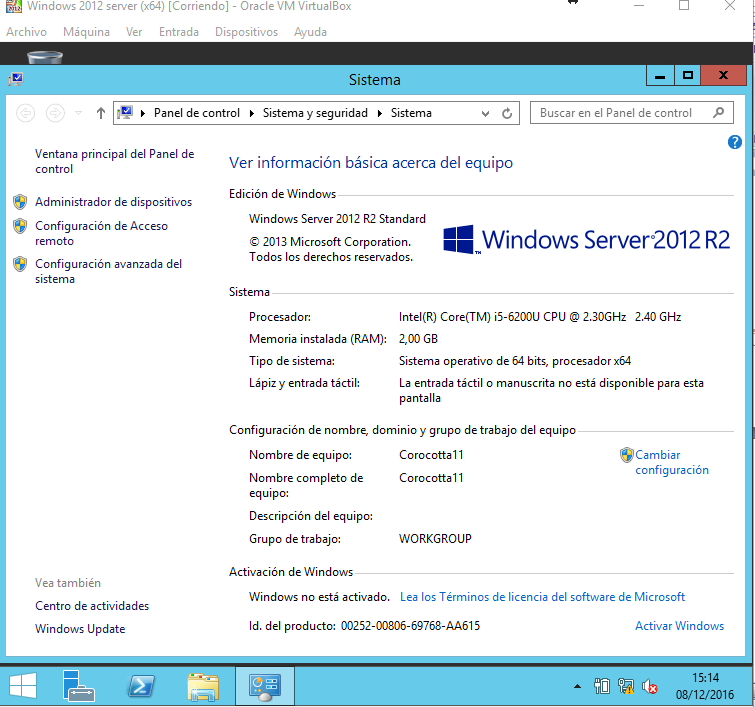 Windows 2012 server (x64) [Corriendo] - Oracle VM VirtualBox
Archivo Máquina Ver Entrada Dispositivos Ayuda
Sistema
Panel de control Sistema y seguridad Sistema
Buscar en el Panel de control
Ventana principal del Panel de
control
Administrador de dispositivos
Configuración de Acceso
remoto
Configuración avanzada del
sistema
Ver información básica acerca del equipo
Edición de Windows
Windows Server 2012 R2 Standard
© 2013 Microsoft Corporation.
Todos los derechos reservados.
Windows Server® 2012 R2
Sistema
Procesador: Intel(R) Core(TM) i5-6200U CPU @ 2.30GHz 2.40 GHz
Memoria instalada (RAM): 2,00 GB
Tipo de sistema: Sistema operativo de 64 bits, procesador x64
Lápiz y entrada táctil: La entrada táctil o manuscrita no está disponible para esta
pantalla
Configuración de nombre, dominio y grupo de trabajo del equipo
Nombre de equipo: Corocotta11
Cambiar
configuración
Nombre completo de
equipo: Corocotta11
Descripción del equipo:
Grupo de trabajo: WORKGROUP
Activación de Windows
Windows no está activado. Lea los Términos de licencia del software de Microsoft
Id. del producto: 00252-00806-69768-AA615
Activar Windows
Vea también
Centro de actividades
Windows Update
15:14
08/12/2016